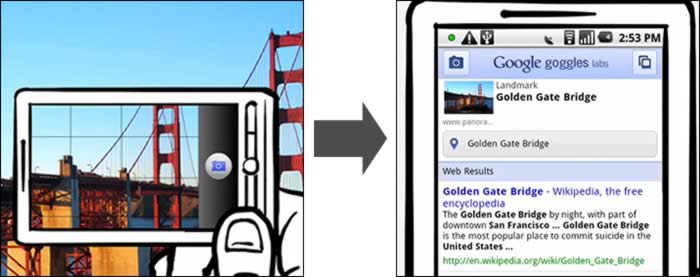 2:53 PM
Google goggles labs
Landmark
Golden Gate Bridge
www.panora...
Golden Gate Bridge
Web Results
Golden Gate Bridge - Wikipedia, the free
encyclopedia
The Golden Gate Bridge by night, with part of
downtown San Francisco ... Golden Gate Bridge
is the most popular place to commit suicide in the
United States ...
http://en.wikipedia.org/wiki/Golden_Gate_Bridge